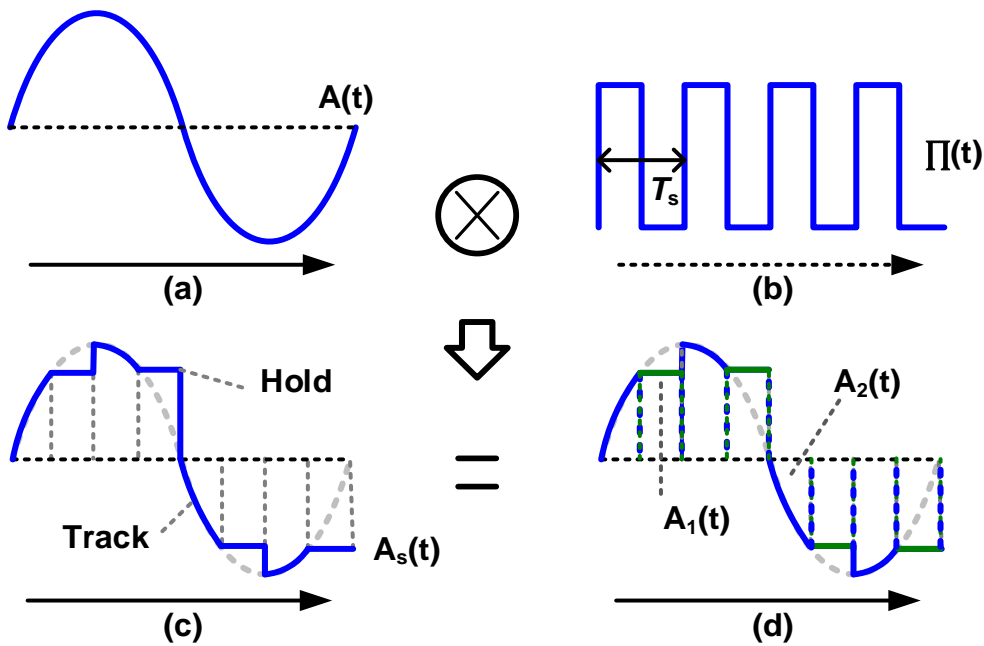 A(t)
∏(t)
Ts
(a)
(b)
Hold
A2(t)
A1(t)
Track
As(t)
(c)
(d)